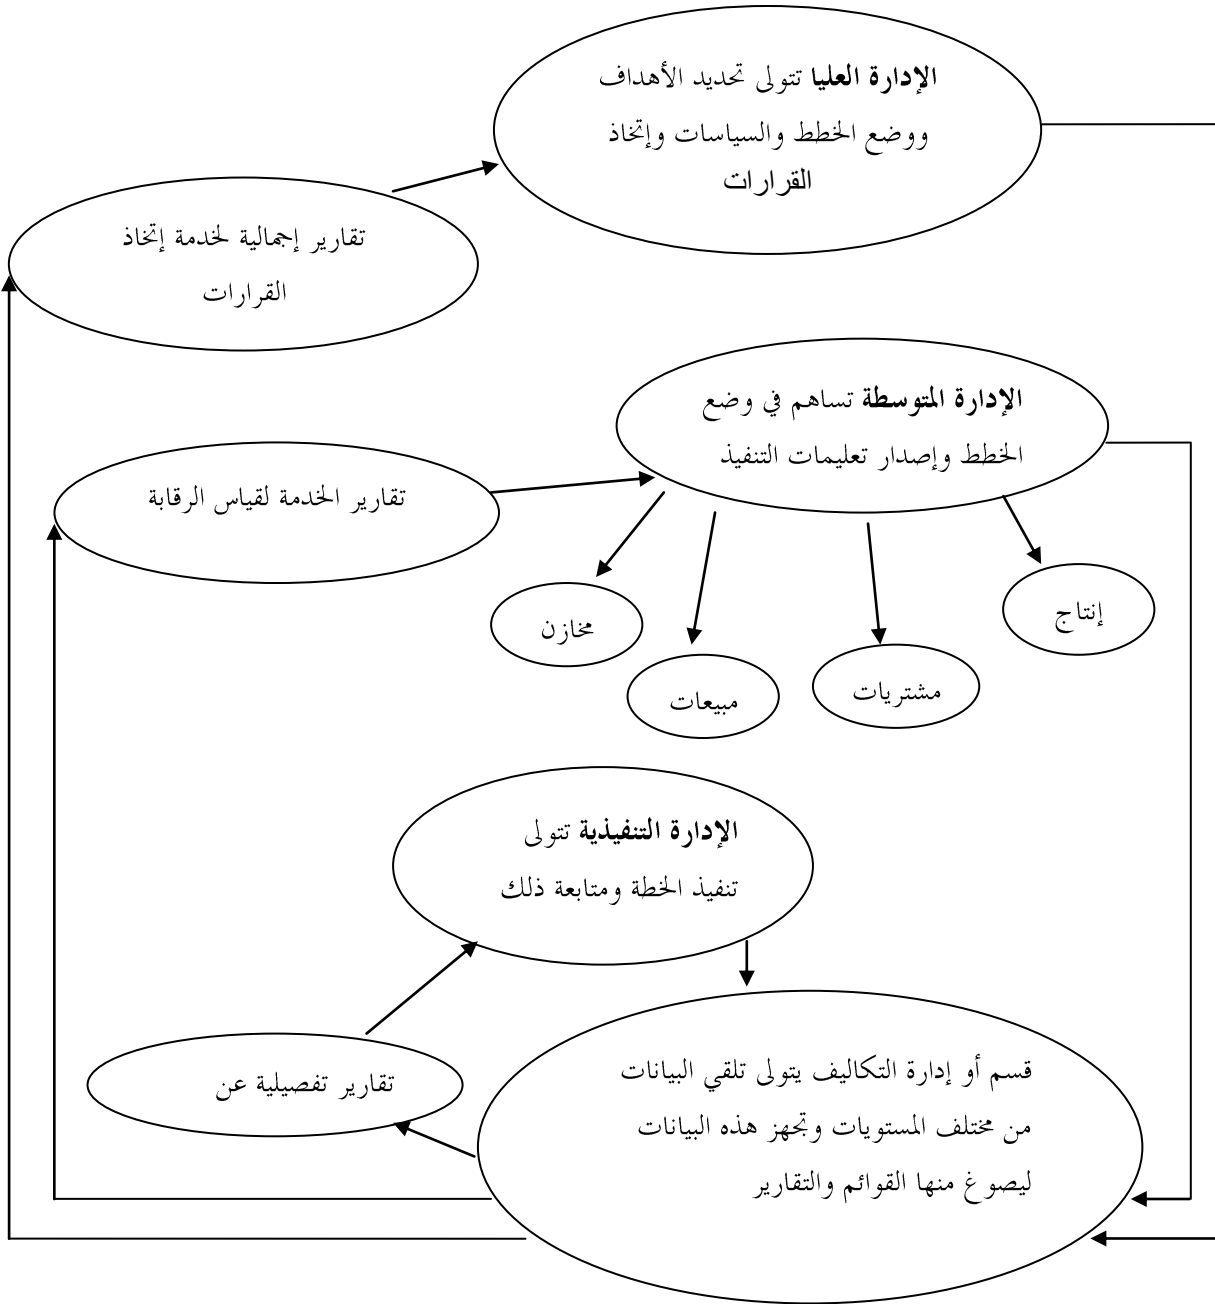 الإدارة العليا تتولى تحديد الأهداف
ووضع الخطط والسياسات وإتخاذ
القرارات
تقارير إجمالية لخدمة إتخاذ
القرارات
الإدارة المتوسطة تساهم في وضع
الخطط وإصدار تعليمات التنفيذ
تقارير الخدمة لقياس الرقابة
إنتاج
مخازن
مشتريات
مبيعات
الإدارة التنفيذية تتولى
تنفيذ الخطة ومتابعة ذلك
تقارير تفصيلية عن
قسم أو إدارة التكاليف يتولى تلقي البيانات
من مختلف المستويات وتجهز هذه البيانات
ليصوغ منها القوائم والتقارير